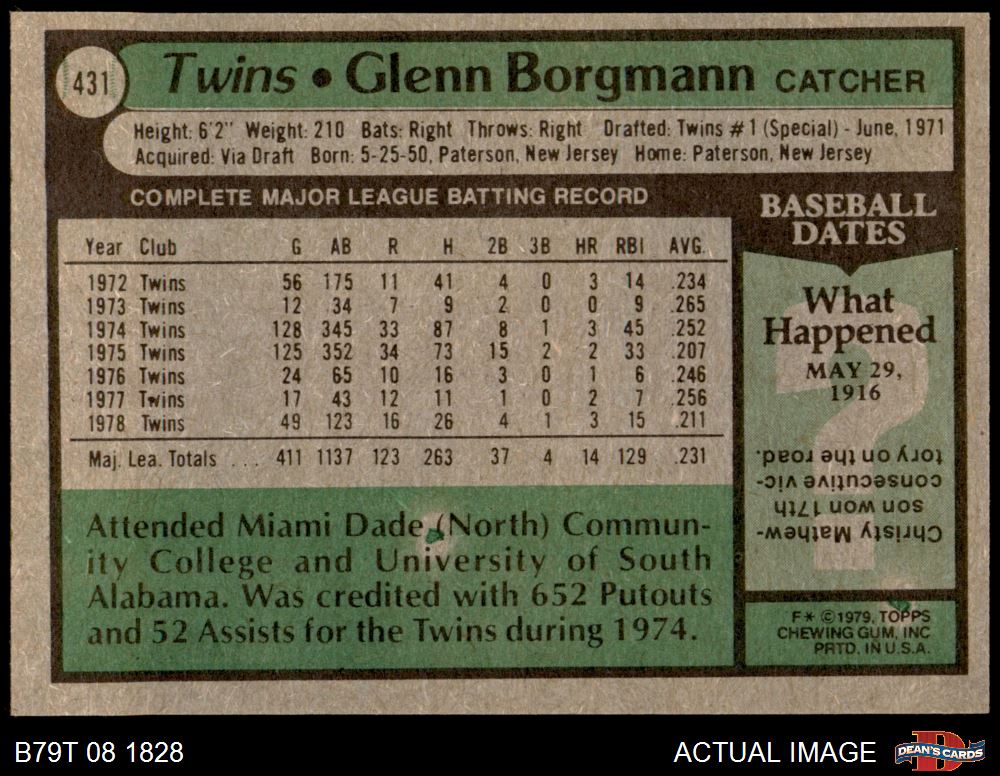 431
Twins • Glenn Borgmann CATCHER
Height: 6'2" Weight: 210 Bats: Right Throws: Right Drafted: Twins #1 (Special) - June, 1971
Acquired: Via Draft Born: 5-25-50, Paterson, New Jersey Home: Paterson, New Jersey
COMPLETE MAJOR LEAGUE BATTING RECORD
Year Club G AB R H 2B 3B HR RBI AVG.
1972 Twins 56 175 11 41 4 0 3 14 .234
1973 Twins 12 34 7 9 2 0 0 9 .265
1974 Twins 128 345 33 87 8 1 3 45 .252
1975 Twins 125 352 34 73 15 2 2 33 .207
1976 Twins 24 65 10 16 3 0 1 6 .246
1977 Twins 17 43 12 11 1 0 2 7 .256
1978 Twins 49 123 16 26 4 1 3 15 .211
Maj. Lea. Totals ... 411 1137 123 263 37 4 14 129 .231
Attended Miami Dade (North) Commun-
ity College and University of South
Alabama. Was credited with 652 Putouts
and 52 Assists for the Twins during 1974.
BASEBALL
DATES
What
Happened
MAY 29,
1916
?
Christy Mathew-
son won 17th
consecutive vic-
tory on the road.
F* ©1979, TOPPS
CHEWING GUM, INC
PRTD. IN U.S.A.
B79T 08 1828
ACTUAL IMAGE
DEAN'S CARDS